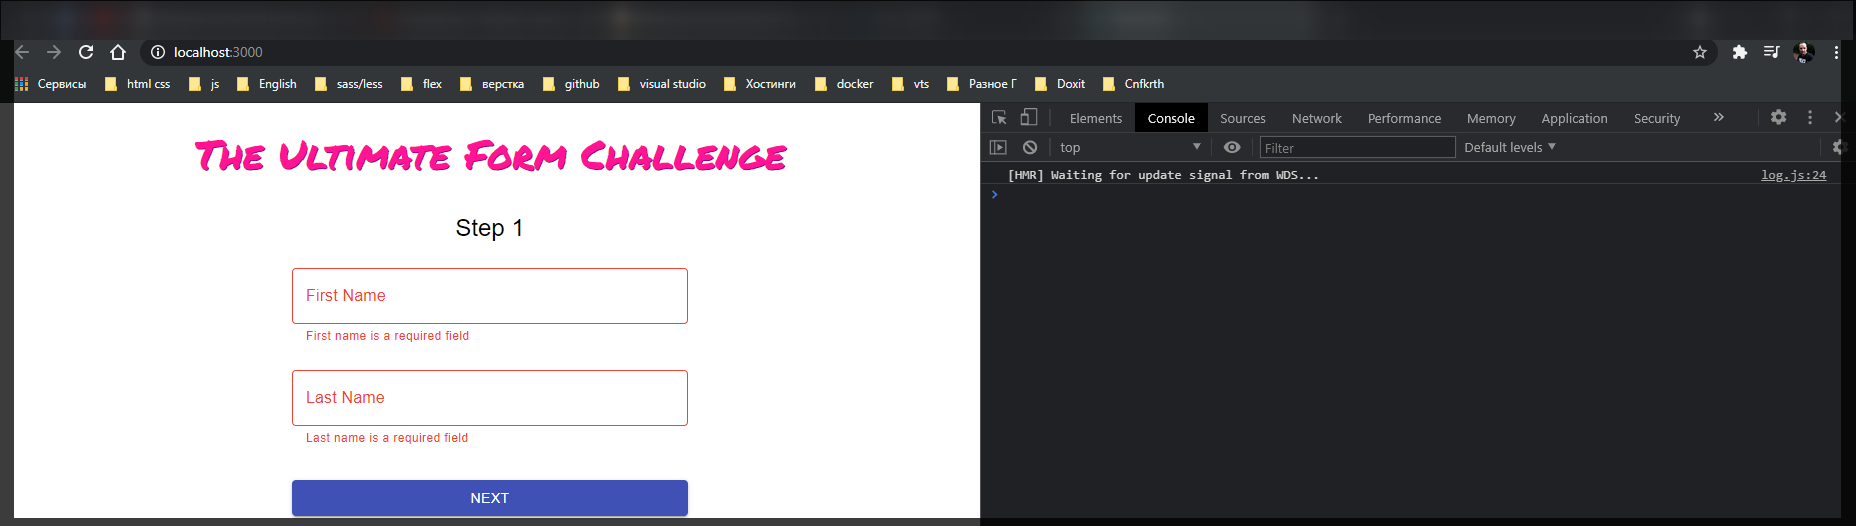 localhost:3000
Сервисы html css js English sass/less flex верстка github visual studio Хостинги docker vts Разное Г Doxit Cnfkrth
The Ultimate Form Challenge
Step 1
First Name
First name is a required field
Last Name
Last name is a required field
NEXT
Elements Console Sources Network Performance Memory Application Security »
top Filter Default levels
[HMR] Waiting for update signal from WDS... log.js:24